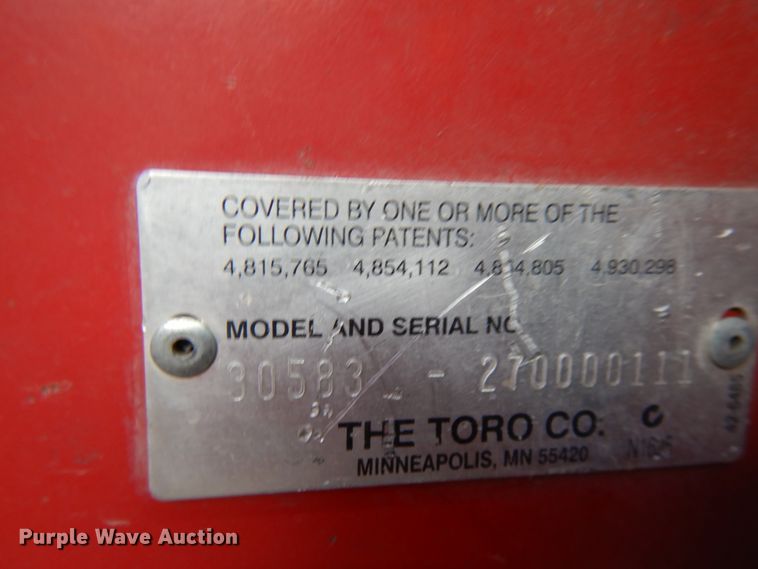 COVERED BY ONE OR MORE OF THE
FOLLOWING PATENTS:
4,815,765 4,854,112 4,930,298
MODEL AND SERIAL NO
30583 - 270000111
THE TORO CO.
MINNEAPOLIS, MN 55420
Purple Wave Auction